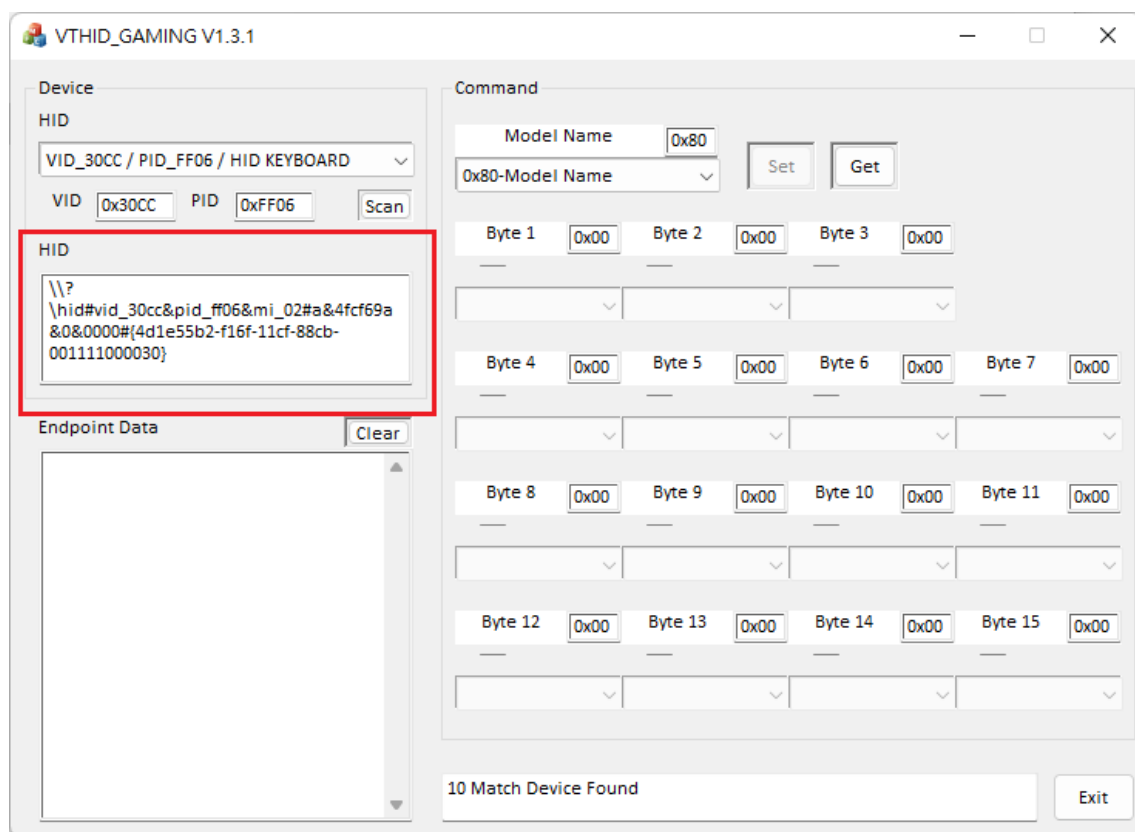 VTHID_GAMING V1.3.1
Device
HID
VID_30CC / PID_FF06 / HID KEYBOARD
VID 0x30CC PID 0xFF06 Scan
HID
\\?
\hid#vid_30cc&pid_ff06&mi_02#a&4fcf69a
&0&0000#{4d1e55b2-f16f-11cf-88cb-
001111000030}
Endpoint Data Clear
Command
Model Name 0x80
0x80-Model Name
Set Get
Byte 1 0x00 Byte 2 0x00 Byte 3 0x00
Byte 4 0x00 Byte 5 0x00 Byte 6 0x00 Byte 7 0x00
Byte 8 0x00 Byte 9 0x00 Byte 10 0x00 Byte 11 0x00
Byte 12 0x00 Byte 13 0x00 Byte 14 0x00 Byte 15 0x00
10 Match Device Found
Exit